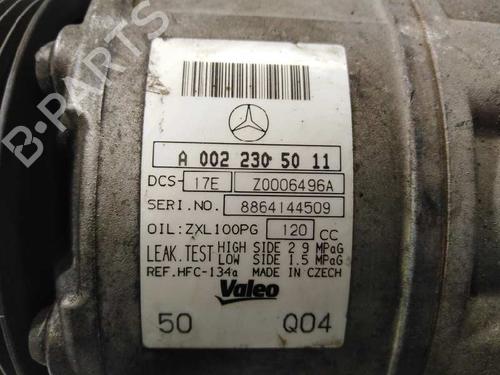 A 002 230 50 11
DCS- 17E Z0006496A
SERI.NO. 8864144509
OIL:ZXL100PG 120 CC
LEAK.TEST HIGH SIDE 2.9 MPaG
LOW SIDE 1.5 MPaG
REF.HFC-134a MADE IN CZECH
Valeo
50 Q04
B-PARTS